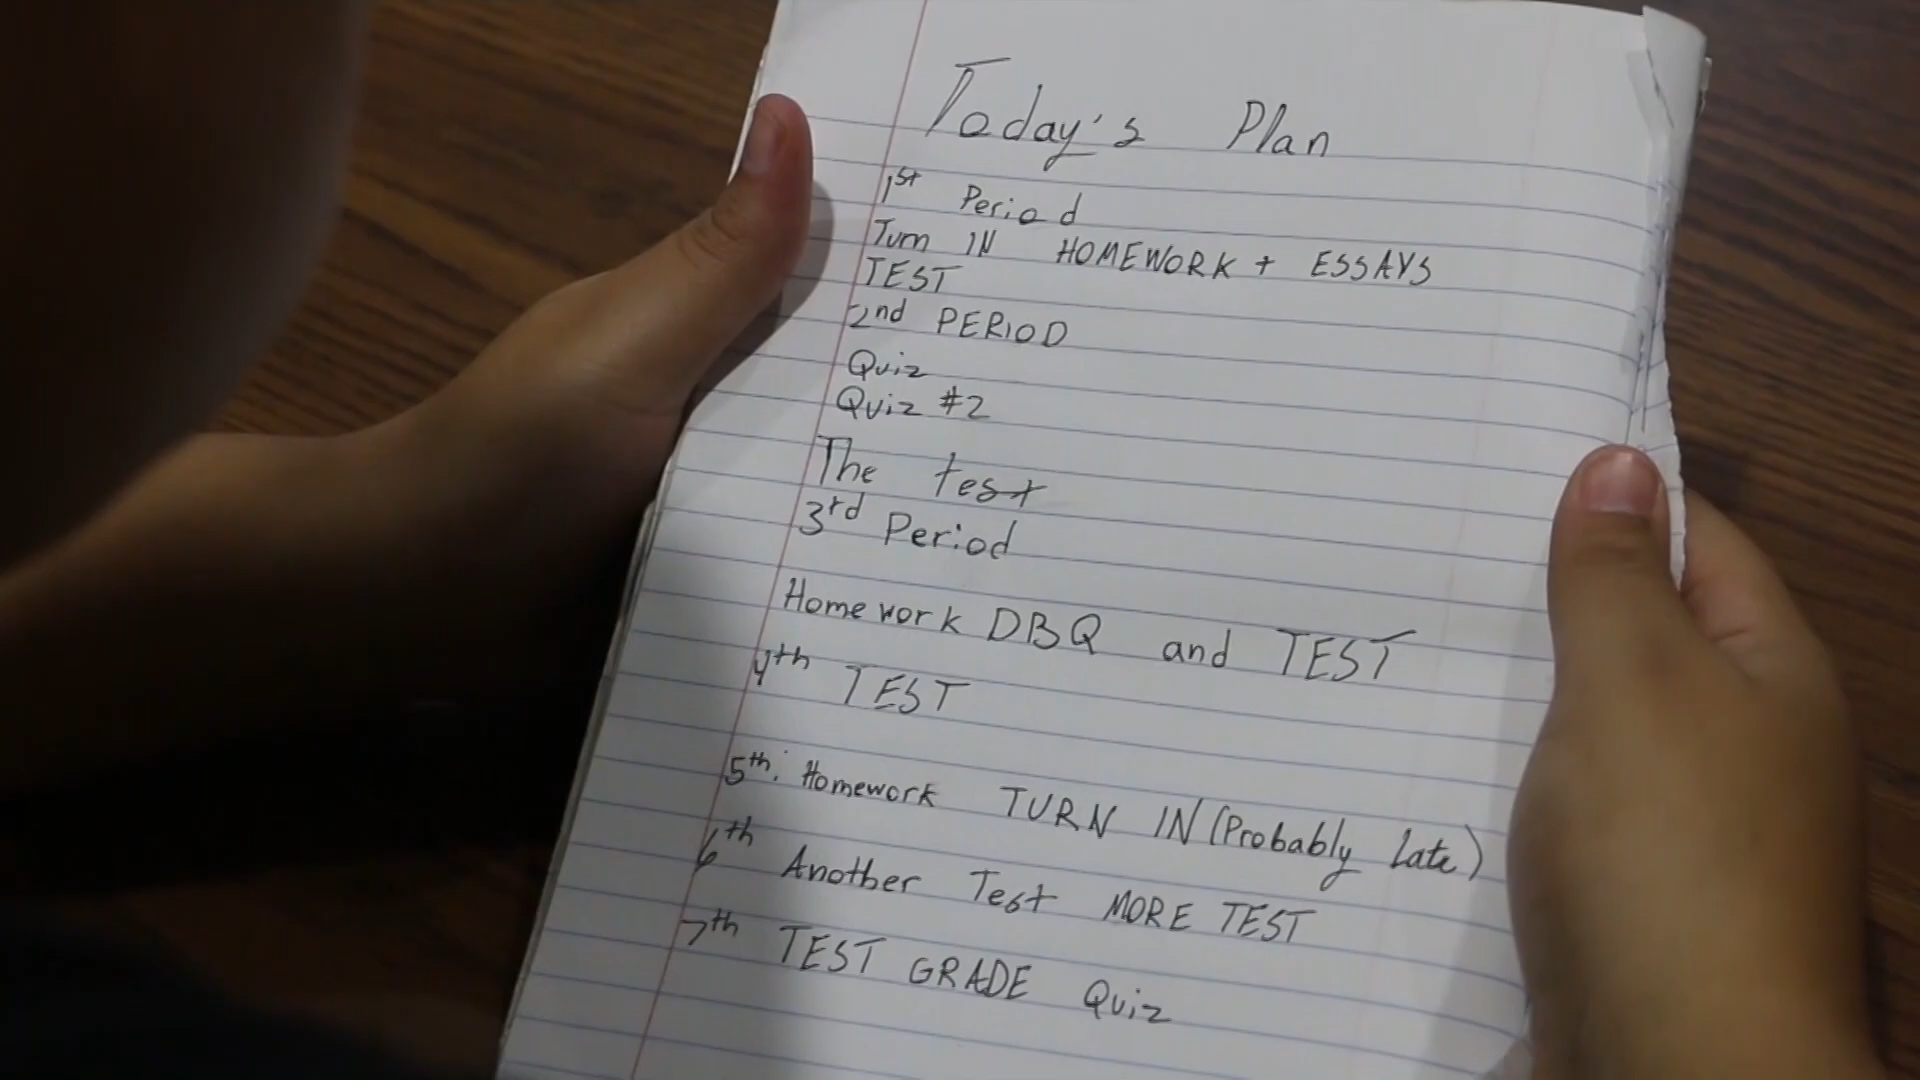 Today's Plan
1st Period
Turn IN HOMEWORK + ESSAYS
TEST
2nd PERIOD
Quiz
Quiz #2
The test
3rd Period
Homework DBQ and TEST
4th TEST
5th: Homework TURN IN (Probably Late)
6th Another Test MORE TEST
7th TEST GRADE Quiz